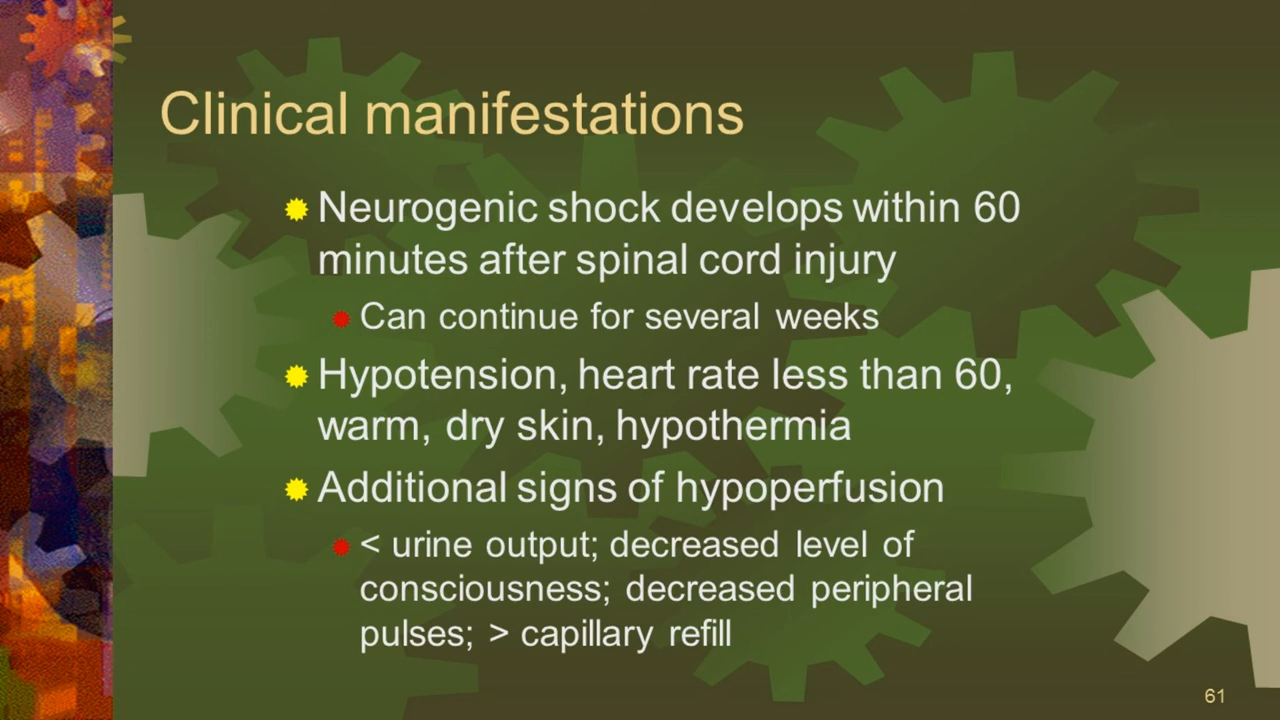 Clinical manifestations
Neurogenic shock develops within 60
minutes after spinal cord injury
Can continue for several weeks
Hypotension, heart rate less than 60,
warm, dry skin, hypothermia
Additional signs of hypoperfusion
< urine output; decreased level of
consciousness; decreased peripheral
pulses; > capillary refill
61